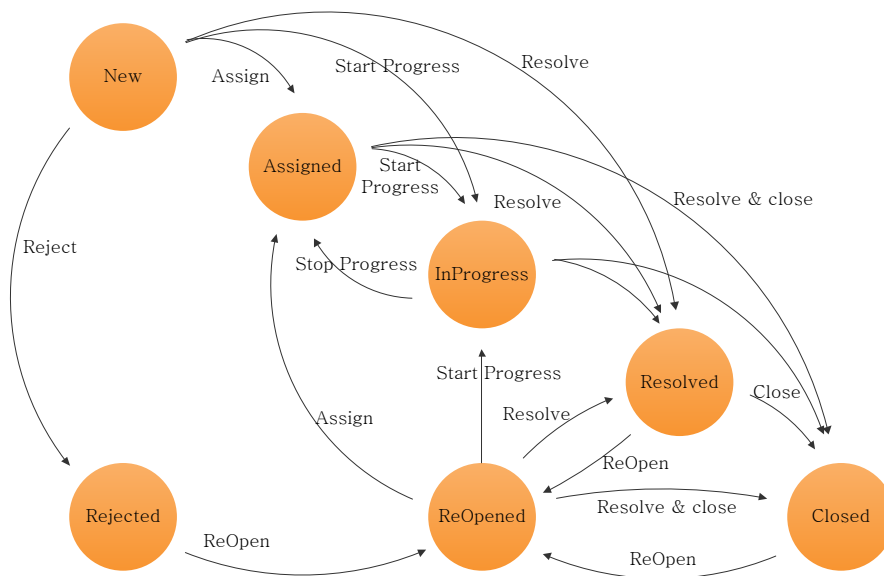 New
Resolve
Start Progress
Assign
Assigned
Start
Progress
Resolve
Resolve & close
Reject
Stop Progress
InProgress
Start Progress
Resolved
Close
Assign
Resolve
ReOpen
Rejected
ReOpened
Resolve & close
Closed
ReOpen
ReOpen